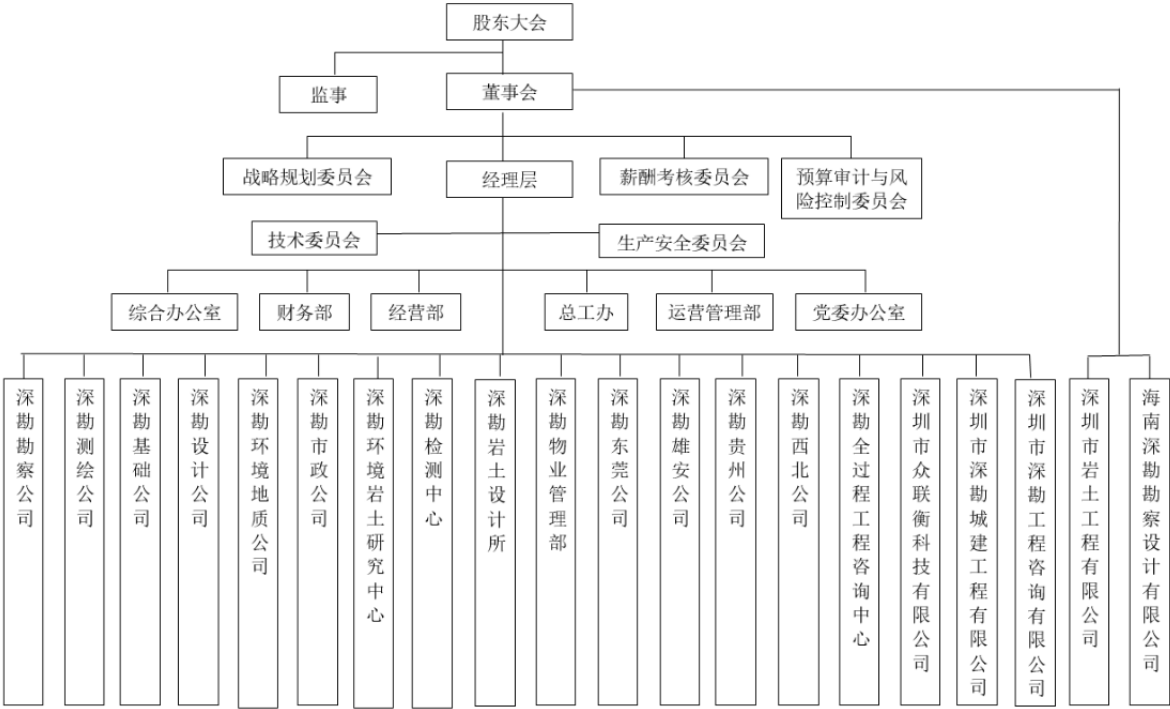 股东大会
监事
董事会
战略规划委员会
经理层
薪酬考核委员会
预算审计与风
险控制委员会
技术委员会
生产安全委员会
综合办公室
财务部
经营部
总工办
运营管理部
党委办公室
深勘勘察公司
深勘测绘公司
深勘基础公司
深勘设计公司
深勘环境地质公司
深勘市政公司
深勘环境岩土研究中心
深勘检测中心
深勘岩土设计所
深勘物业管理部
深勘东莞公司
深勘雄安公司
深勘贵州公司
深勘西北公司
深勘全过程工程咨询中心
深圳市众联衡科技有限公司
深圳市深勘城建工程有限公司
深圳市深勘工程咨询有限公司
深圳市岩土工程有限公司
海南深勘勘察设计有限公司